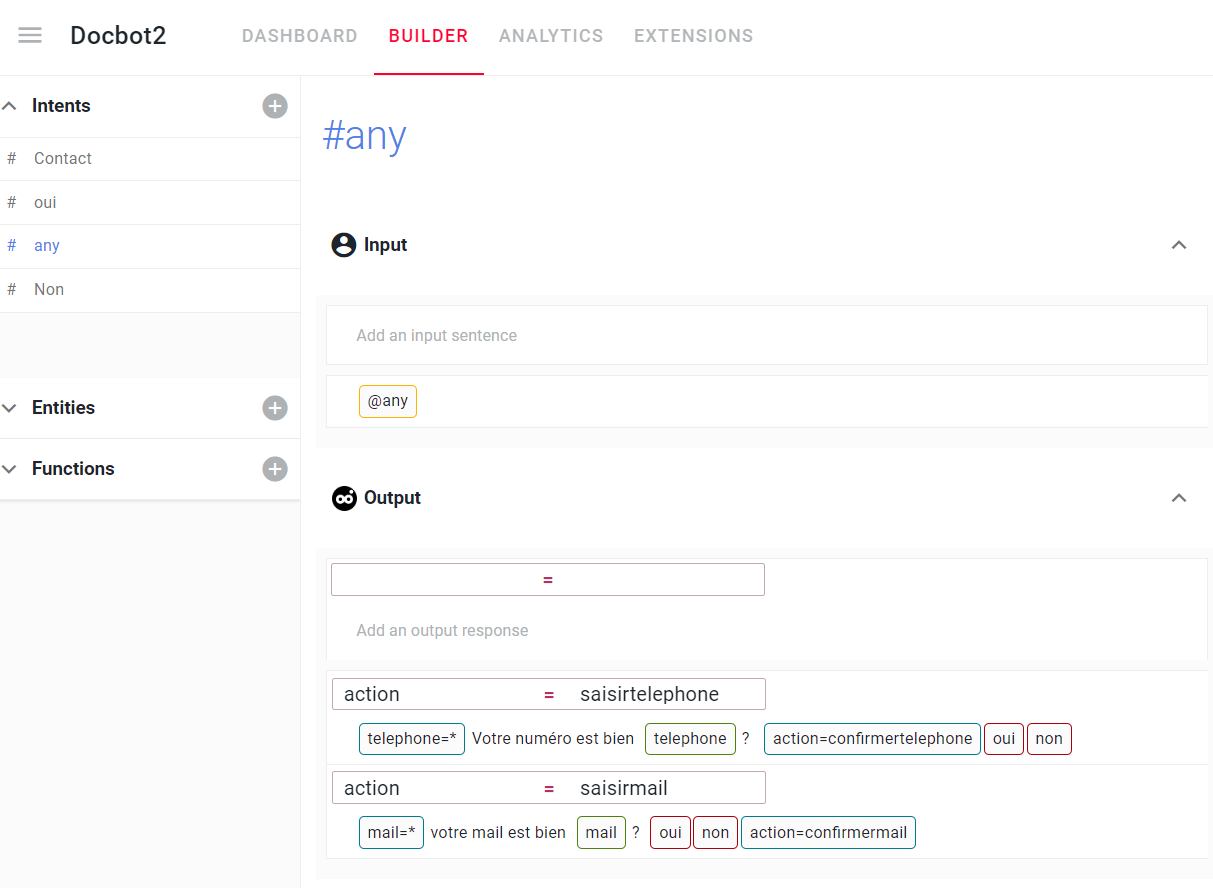 Docbot2 DASHBOARD BUILDER ANALYTICS EXTENSIONS
Intents
# Contact
# oui
# any
# Non
Entities
Functions
#any
Input
Add an input sentence
@any
Output
=
Add an output response
action = saisirtelephone
telephone=* Votre numéro est bien telephone ? action=confirmertelephone oui non
action = saisirmail
mail=* votre mail est bien mail ? oui non action=confirmermail